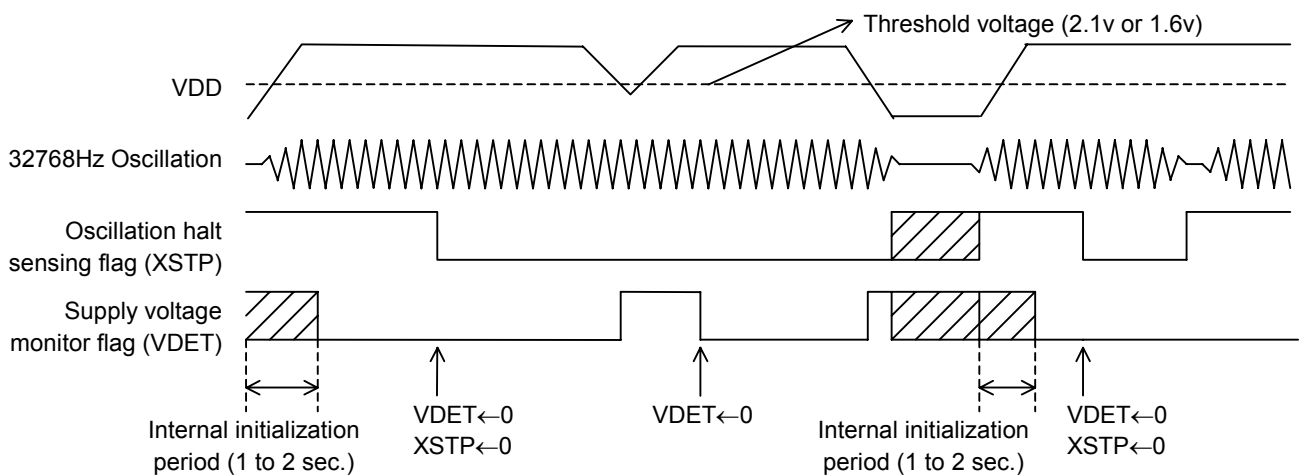 Threshold voltage (2.1v or 1.6v)
VDD
32768Hz Oscillation
Oscillation halt
sensing flag (XSTP)
Supply voltage
monitor flag (VDET)
Internal initialization
period (1 to 2 sec.)
VDET←0
XSTP←0
VDET←0
Internal initialization
period (1 to 2 sec.)
VDET←0
XSTP←0